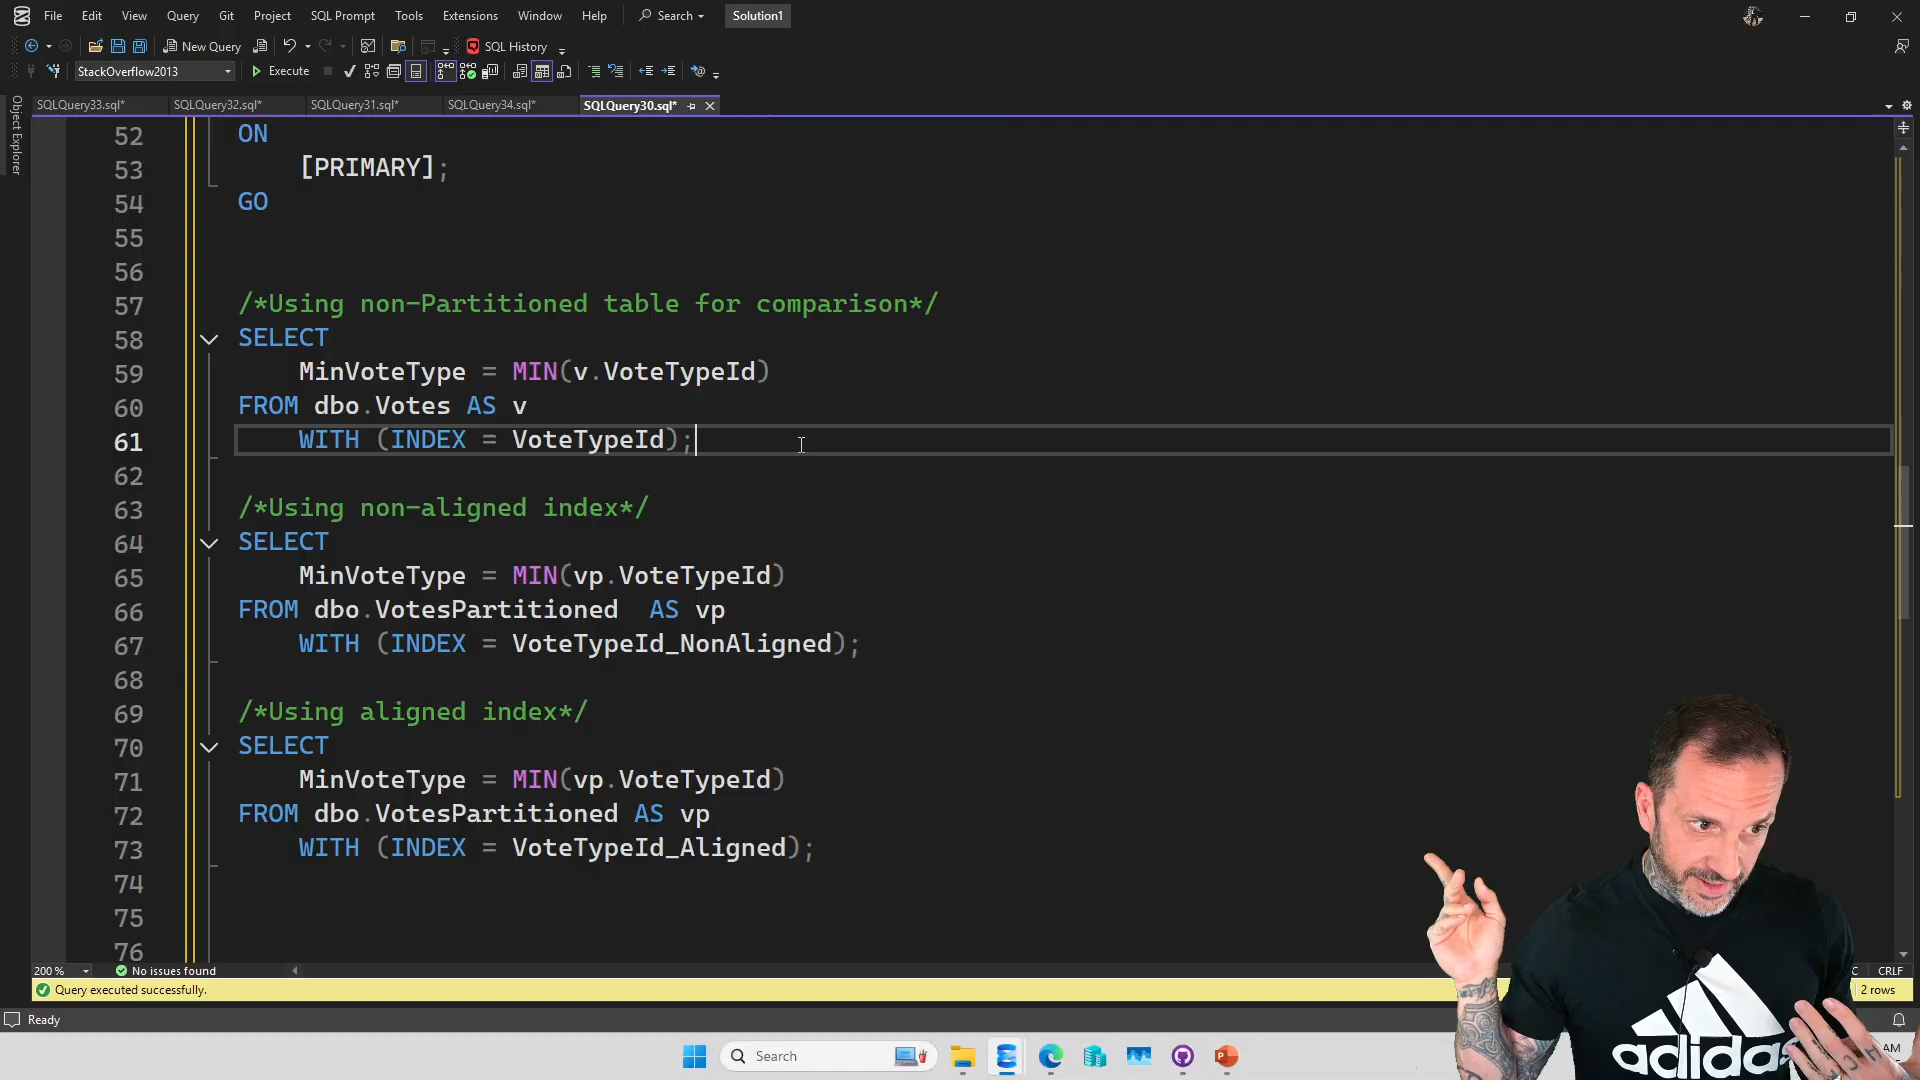 File Edit View Query Git Project SQL Prompt Tools Extensions Window Help Search Solution1
New Query SQL History
StackOverflow2013 Execute
SQLQuery33.sql* SQLQuery32.sql* SQLQuery31.sql* SQLQuery34.sql* SQLQuery30.sql*
Object Explorer
52 ON
53 [PRIMARY];
54 GO
55
56
57 /*Using non-Partitioned table for comparison*/
58 SELECT
59 MinVoteType = MIN(v.VoteTypeId)
60 FROM dbo.Votes AS v
61 WITH (INDEX = VoteTypeId);
62
63 /*Using non-aligned index*/
64 SELECT
65 MinVoteType = MIN(vp.VoteTypeId)
66 FROM dbo.VotesPartitioned  AS vp
67 WITH (INDEX = VoteTypeId_NonAligned);
68
69 /*Using aligned index*/
70 SELECT
71 MinVoteType = MIN(vp.VoteTypeId)
72 FROM dbo.VotesPartitioned AS vp
73 WITH (INDEX = VoteTypeId_Aligned);
74
75
76
200 % No issues found CRLF
Query executed successfully. 2 rows
Ready
Search AM
adidas